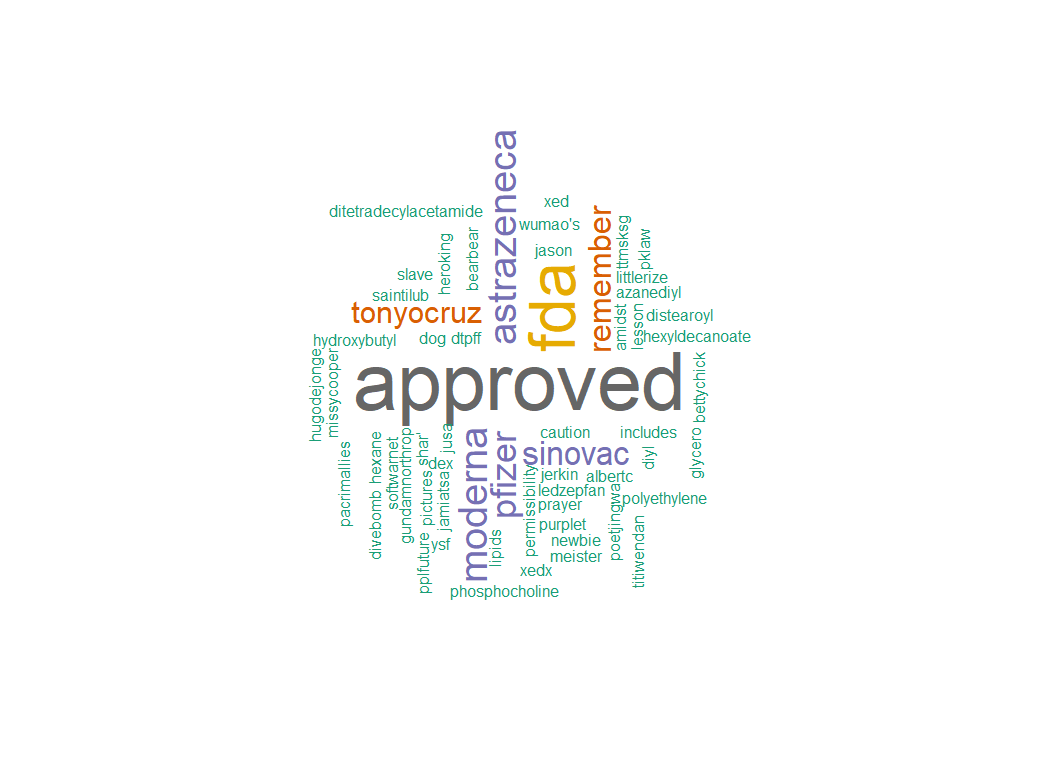 astrazeneca
xed
ditetradecylacetamide
wumao's
remember
ttmsksg
pklaw
heroking
bearbear
jason
slave
fda
littlerize
saintilub
azanediyl
tonyocruz
amidst
lesson
distearoyl
hydroxybutyl
dog
dtpff
hexyldecanoate
hugodejonge
missycooper
approved
bettychick
pacrimallies
divebomb
hexane
softwarnet
gundamnorthrop
pictures
shar'
dex
jusa
jamiatsa
moderna
pfizer
caution
includes
sinovac
diyl
glycero
permissibility
jerkin
albertc
ledzepfan
prayer
polyethylene
poetjingwa
purplet
titiwendan
pplfuture
ysf
lipids
newbie
meister
xedx
phosphocholine